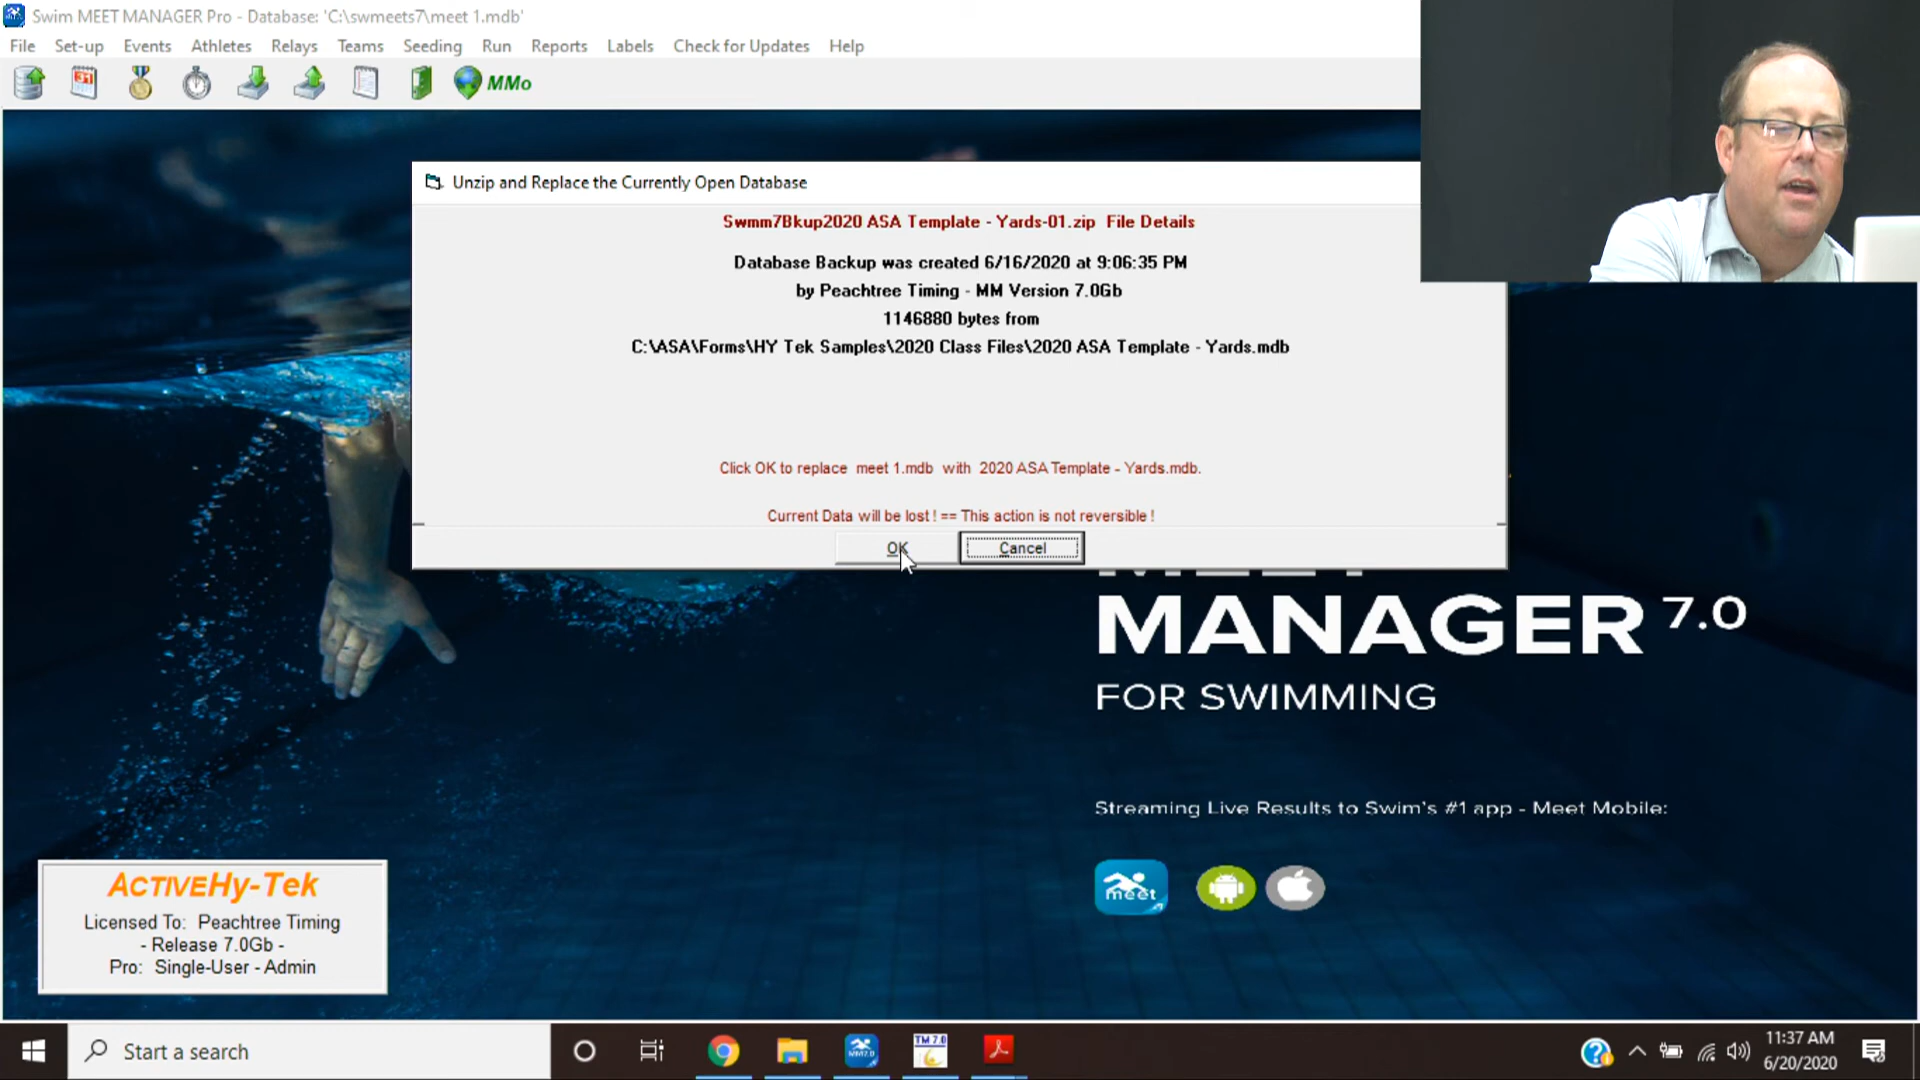 Swim MEET MANAGER Pro - Database: 'C:\swmeets7\meet 1.mdb'
File Set-up Events Athletes Relays Teams Seeding Run Reports Labels Check for Updates Help
31
MMo
Unzip and Replace the Currently Open Database
Swmm7Bkup2020 ASA Template - Yards-01.zip File Details
Database Backup was created 6/16/2020 at 9:06:35 PM
by Peachtree Timing - MM Version 7.0Gb
1146880 bytes from
C:\ASA\Forms\HY Tek Samples\2020 Class Files\2020 ASA Template - Yards.mdb
Click OK to replace meet 1.mdb with 2020 ASA Template - Yards.mdb.
Current Data will be lost ! == This action is not reversible !
OK Cancel
MANAGER 7.0
FOR SWIMMING
Streaming Live Results to Swim's #1 app - Meet Mobile:
meet
ACTIVEHy-Tek
Licensed To: Peachtree Timing
- Release 7.0Gb -
Pro: Single-User - Admin
Start a search
MM7.0
TM 7.0
11:37 AM
6/20/2020